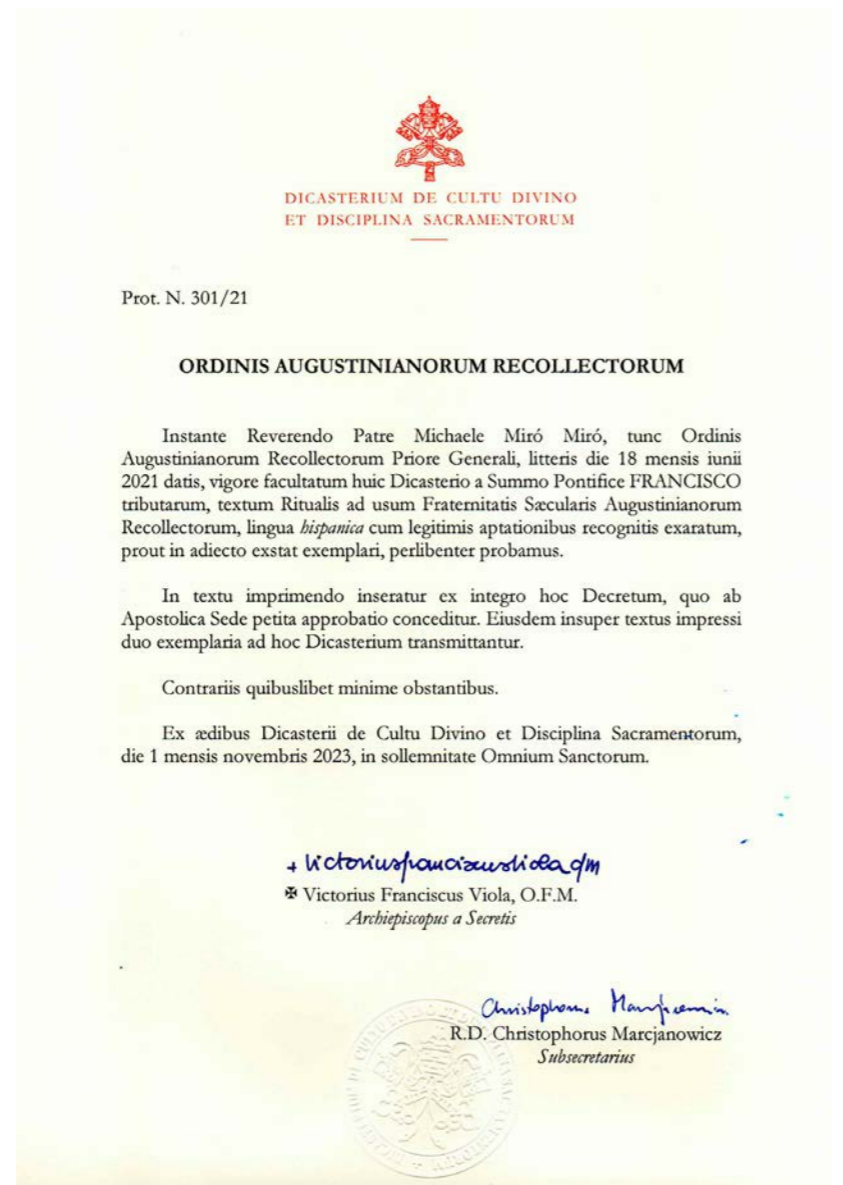 DICASTERIUM DE CULTU DIVINO
ET DISCIPLINA SACRAMENTORUM
Prot. N. 301/21
ORDINIS AUGUSTINIANORUM RECOLLECTORUM
Instante Reverendo Patre Michaele Miró Miró, tunc Ordinis
Augustinianorum Recollectorum Priore Generali, litteris die 18 mensis iunii
2021 datis, vigore facultatum huic Dicasterio a Summo Pontifice FRANCISCO
tributarum, textum Ritualis ad usum Fraternitatis Sæcularis Augustinianorum
Recollectorum, lingua hispanica cum legitimis aptationibus recognitis exaratum,
prout in adiecto exstat exemplari, perlibenter probamus.
In textu imprimendo inseratur ex integro hoc Decretum, quo ab
Apostolica Sede petita approbatio conceditur. Eiusdem insuper textus impressi
duo exemplaria ad hoc Dicasterium transmittantur.
Contrariis quibuslibet minime obstantibus.
Ex ædibus Dicasterii de Cultu Divino et Disciplina Sacramentorum,
die 1 mensis novembris 2023, in sollemnitate Omnium Sanctorum.
+ Victoriusfranciscusviola ofm
✠ Victorius Franciscus Viola, O.F.M.
Archiepiscopus a Secretis
R.D. Christophorus Marcjanowicz
Subsecretarius